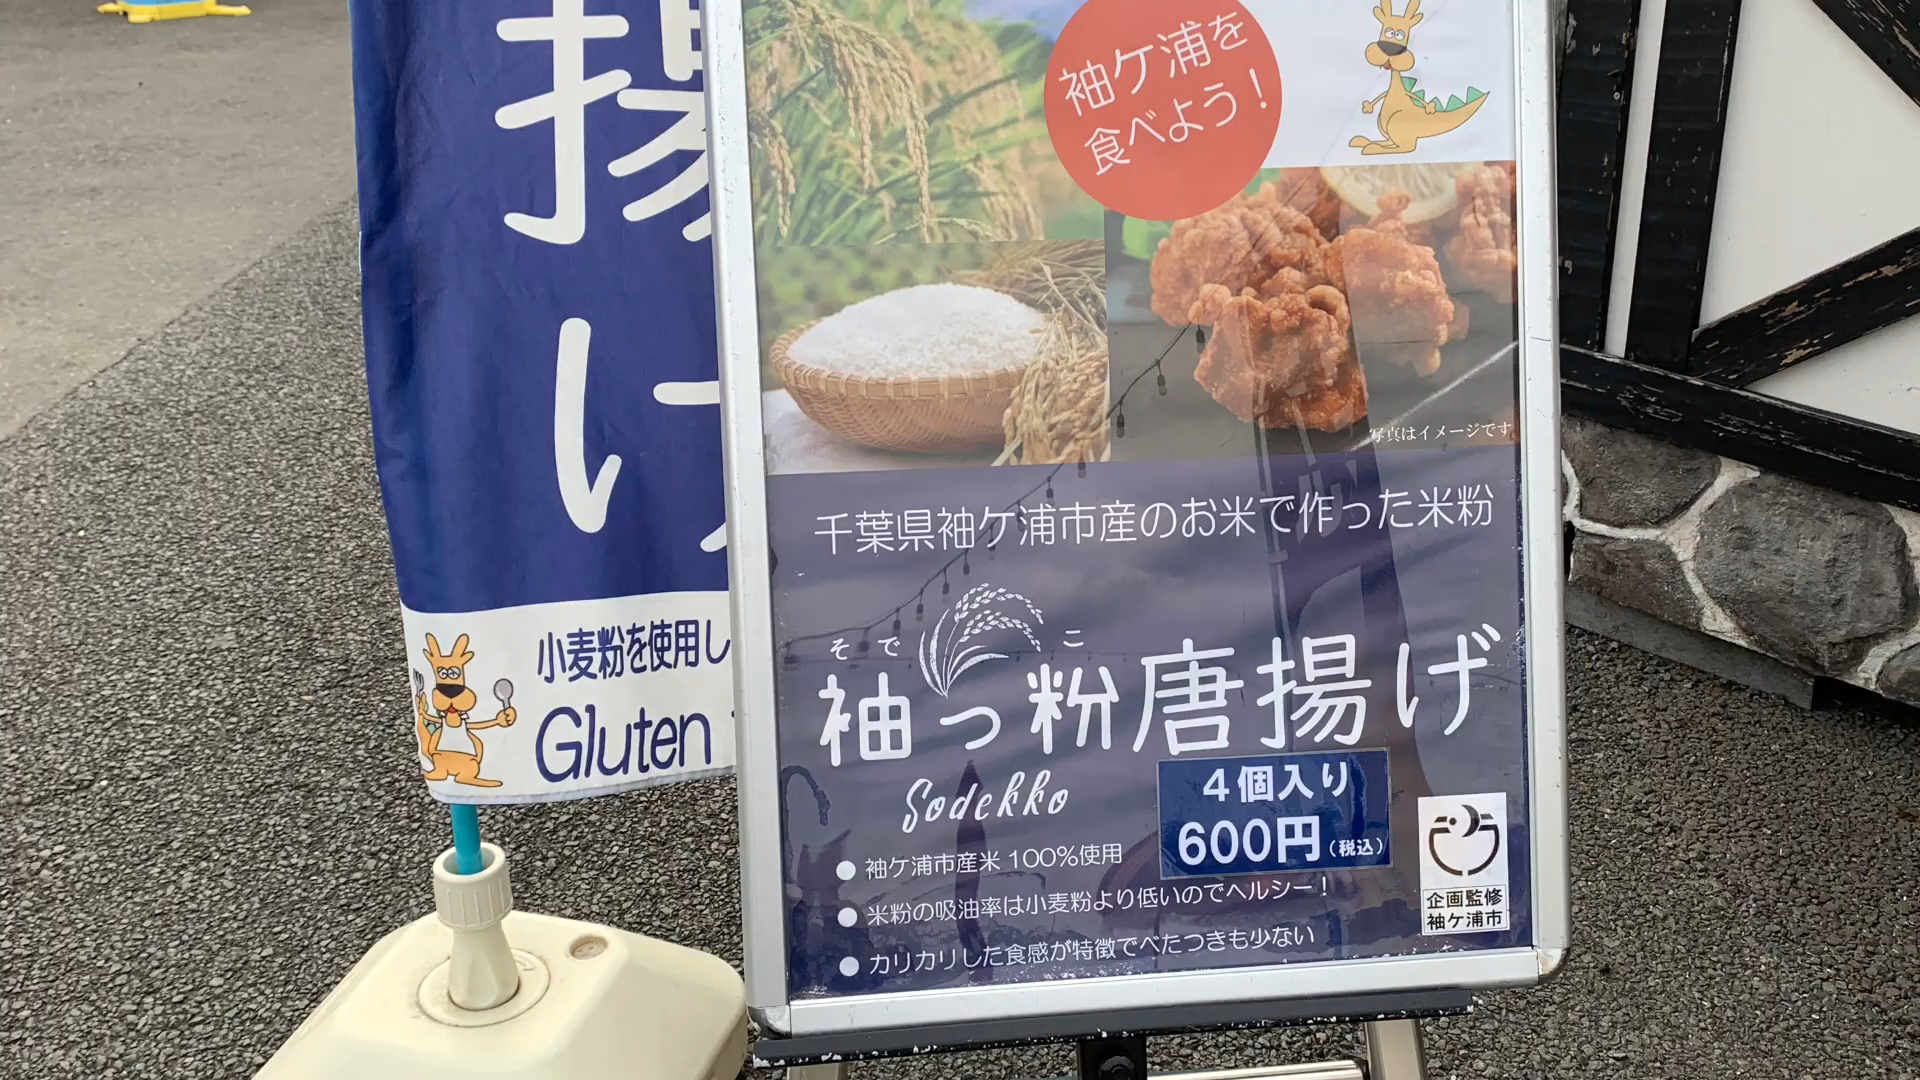 揚
げ
小麦粉を使用し
Gluten
袖ケ浦を
食べよう！
写真はイメージです
千葉県袖ケ浦市産のお米で作った米粉
そで こ
袖っ粉唐揚げ
Sodekko
4個入り
600円（税込）
● 袖ケ浦市産米 100%使用
● 米粉の吸油率は小麦粉より低いのでヘルシー！
● カリカリした食感が特徴でべたつきも少ない
企画監修
袖ケ浦市